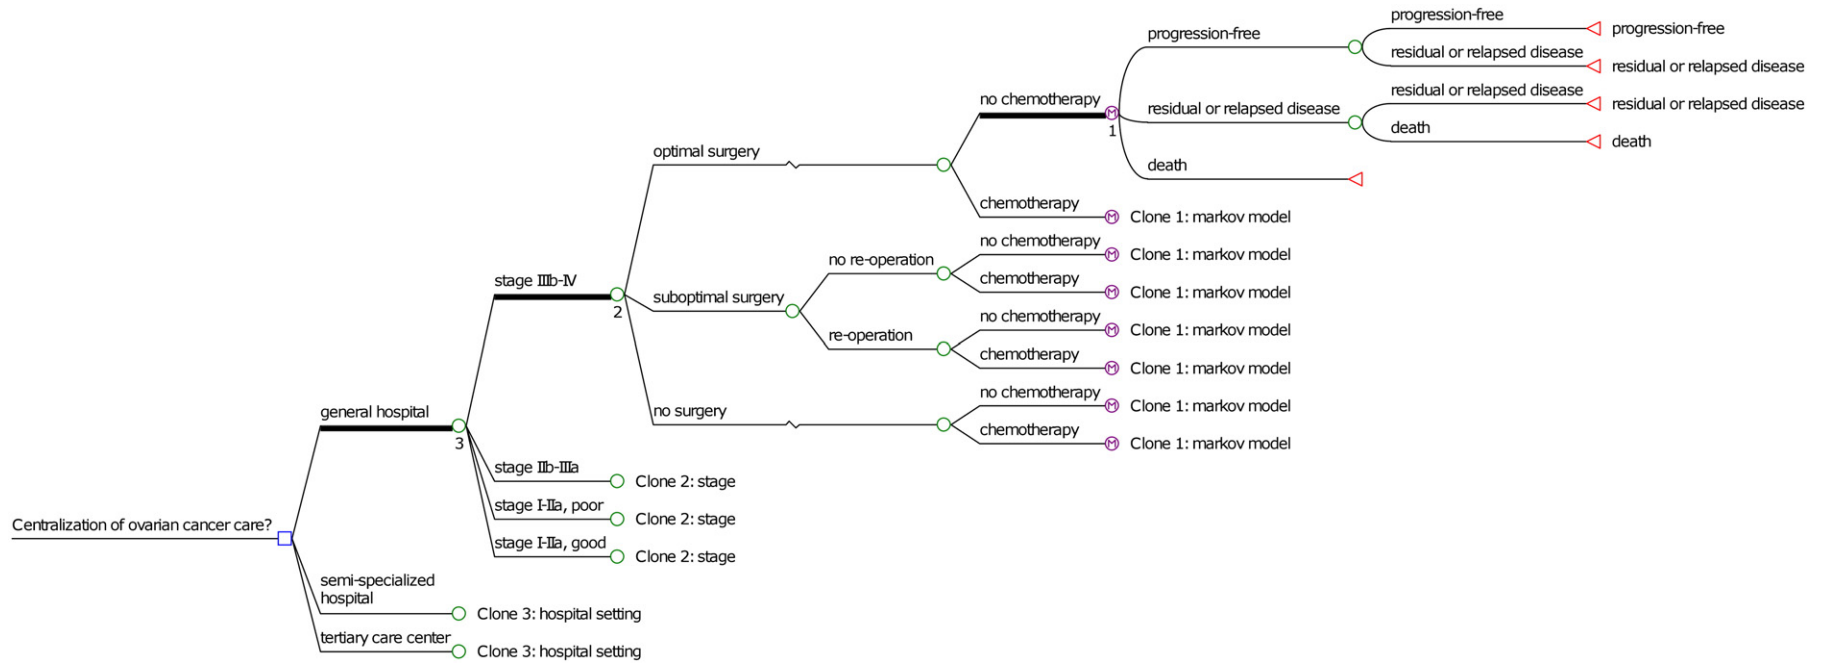 progression-free
progression-free
progression-free
residual or relapsed disease
residual or relapsed disease
residual or relapsed disease
residual or relapsed disease
residual or relapsed disease
no chemotherapy
M
1
death
death
death
optimal surgery
chemotherapy
M
Clone 1: markov model
no chemotherapy
M
Clone 1: markov model
no re-operation
chemotherapy
M
Clone 1: markov model
stage IIIb-IV
2
suboptimal surgery
no chemotherapy
M
Clone 1: markov model
re-operation
chemotherapy
M
Clone 1: markov model
no chemotherapy
M
Clone 1: markov model
general hospital
3
no surgery
chemotherapy
M
Clone 1: markov model
stage IIb-IIIa
Clone 2: stage
stage I-IIa, poor
Clone 2: stage
Centralization of ovarian cancer care?
stage I-IIa, good
Clone 2: stage
semi-specialized
hospital
Clone 3: hospital setting
tertiary care center
Clone 3: hospital setting